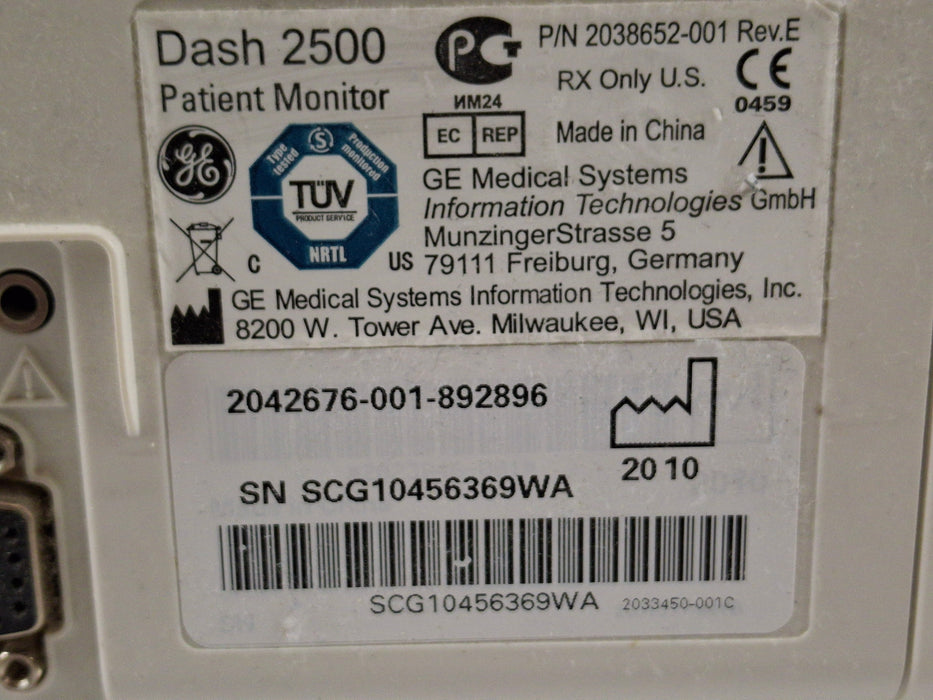 Dash 2500
Patient Monitor
P/N 2038652-001 Rev.E
RX Only U.S.
0459
ИМ24
EC REP
Made in China
GE
Type tested
S
Production monitored
TÜV
PRODUCT SERVICE
NRTL
C
US
GE Medical Systems
Information Technologies GmbH
MunzingerStrasse 5
79111 Freiburg, Germany
GE Medical Systems Information Technologies, Inc.
8200 W. Tower Ave. Milwaukee, WI, USA
2042676-001-892896
2010
SN SCG10456369WA
SCG10456369WA
2033450-001C